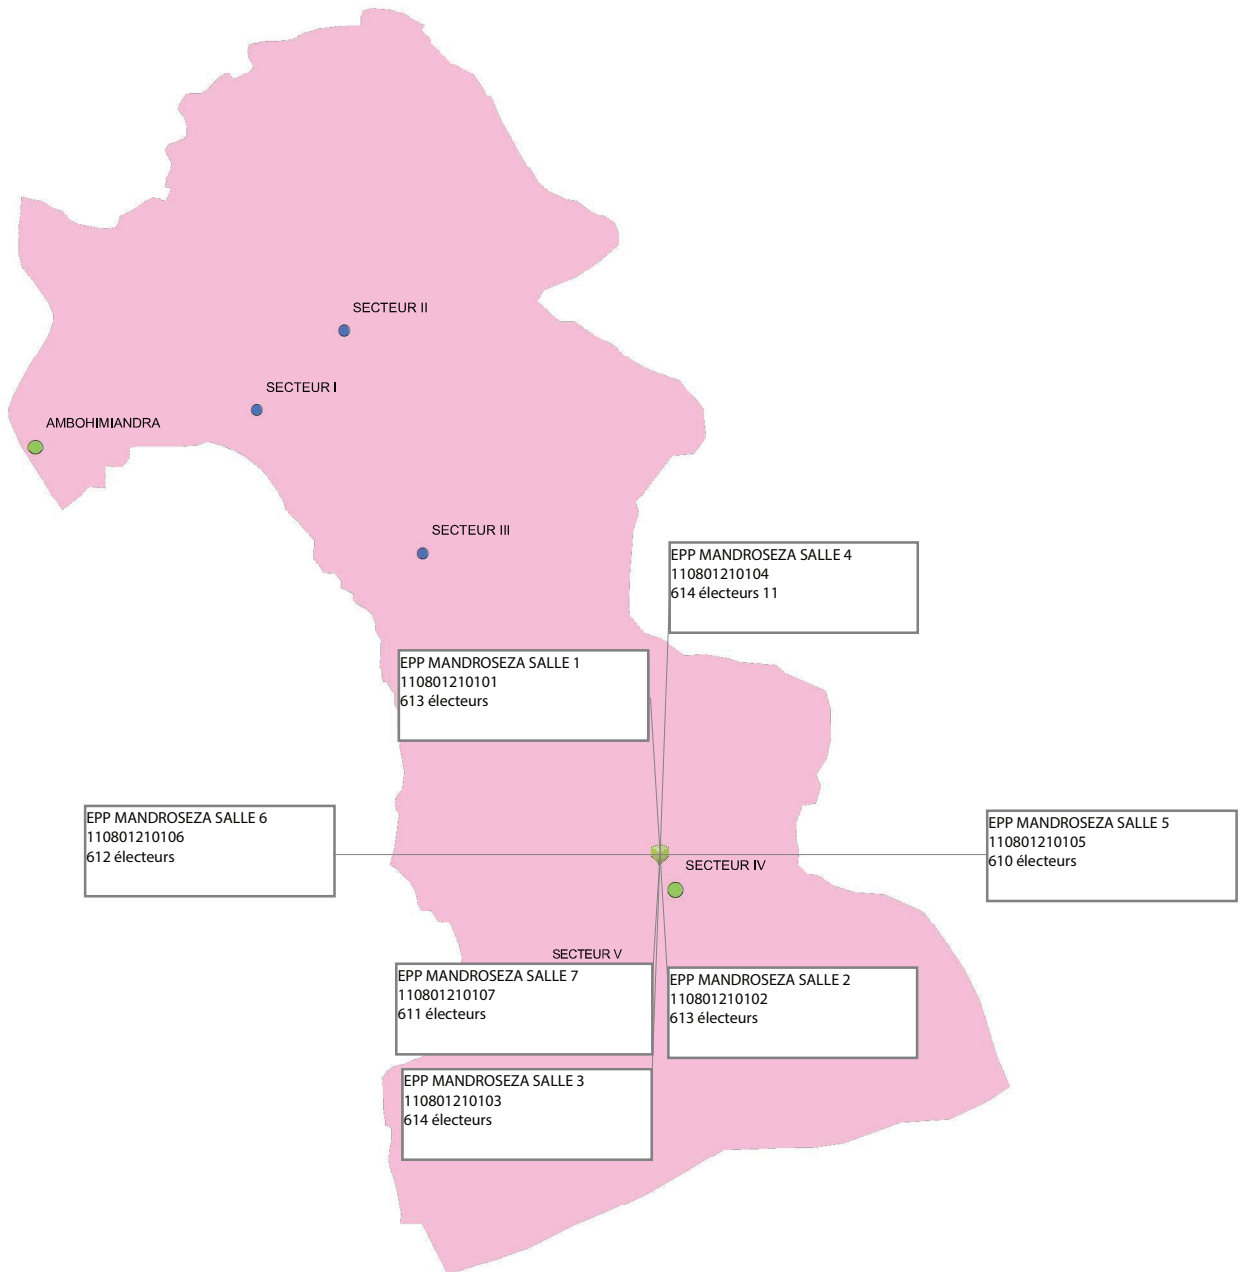 SECTEUR II
SECTEUR I
AMBOHIMIANDRA
SECTEUR III
EPP MANDROSEZA SALLE 4
110801210104
614 électeurs 11
EPP MANDROSEZA SALLE 1
110801210101
613 électeurs
EPP MANDROSEZA SALLE 6
110801210106
612 électeurs
EPP MANDROSEZA SALLE 5
110801210105
610 électeurs
SECTEUR IV
SECTEUR V
EPP MANDROSEZA SALLE 7
110801210107
611 électeurs
EPP MANDROSEZA SALLE 2
110801210102
613 électeurs
EPP MANDROSEZA SALLE 3
110801210103
614 électeurs